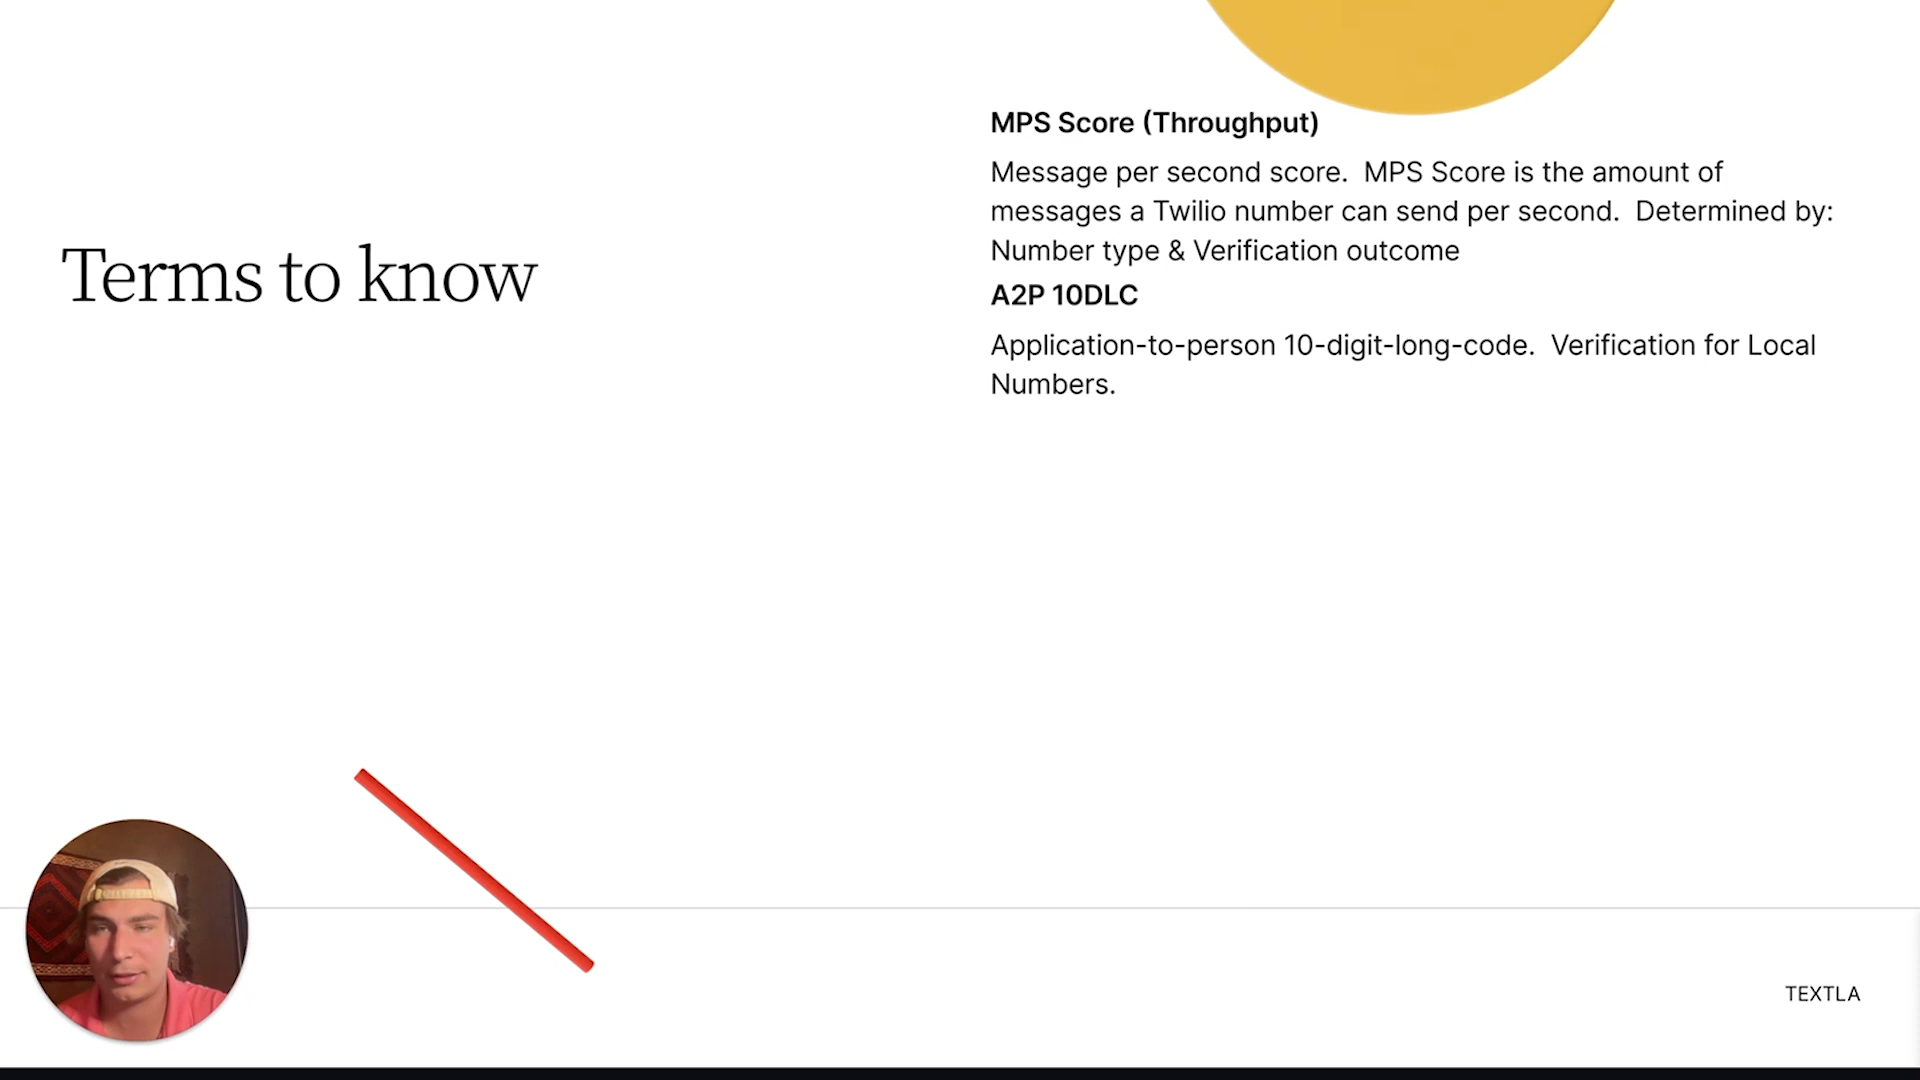 Terms to know
MPS Score (Throughput)
Message per second score.  MPS Score is the amount of
messages a Twilio number can send per second.  Determined by:
Number type & Verification outcome
A2P 10DLC
Application-to-person 10-digit-long-code.  Verification for Local
Numbers.
TEXTLA